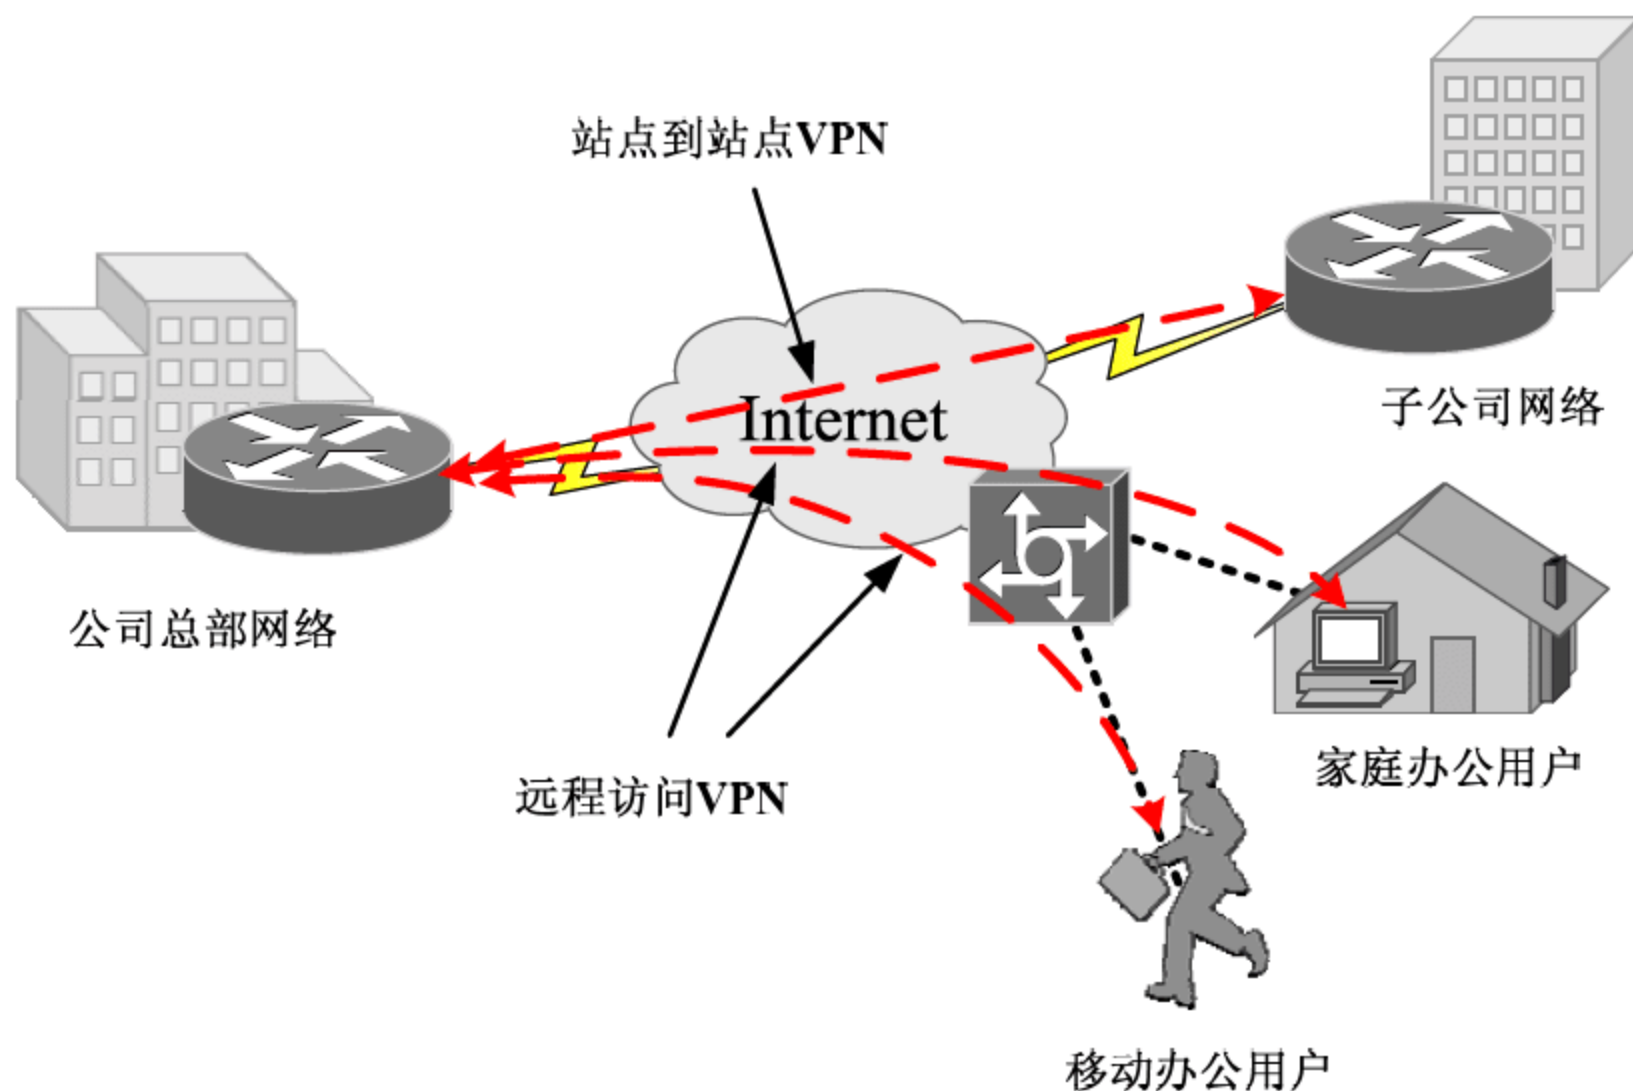 站点到站点VPN
子公司网络
Internet
公司总部网络
家庭办公用户
远程访问VPN
移动办公用户